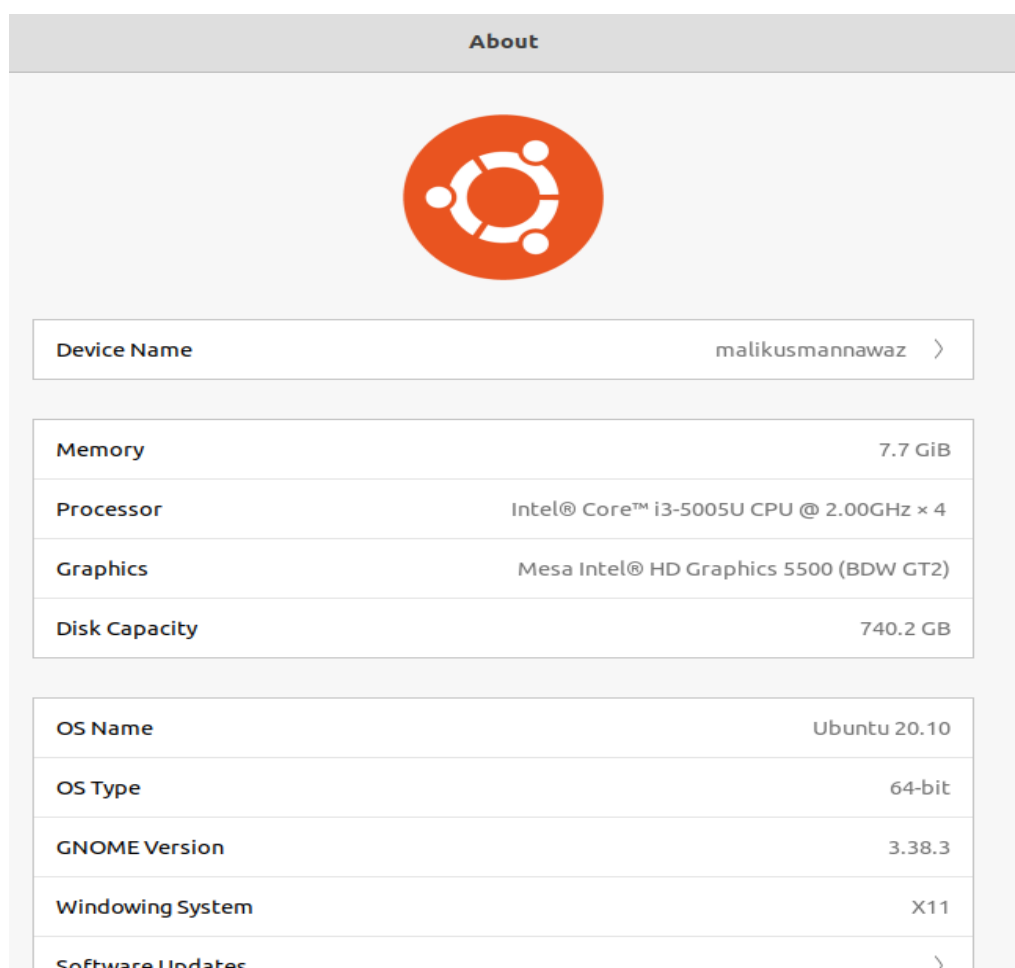 About
Device Name malikusmannawaz
Memory 7.7 GiB
Processor Intel® Core™ i3-5005U CPU @ 2.00GHz × 4
Graphics Mesa Intel® HD Graphics 5500 (BDW GT2)
Disk Capacity 740.2 GB
OS Name Ubuntu 20.10
OS Type 64-bit
GNOME Version 3.38.3
Windowing System X11
Software Updates